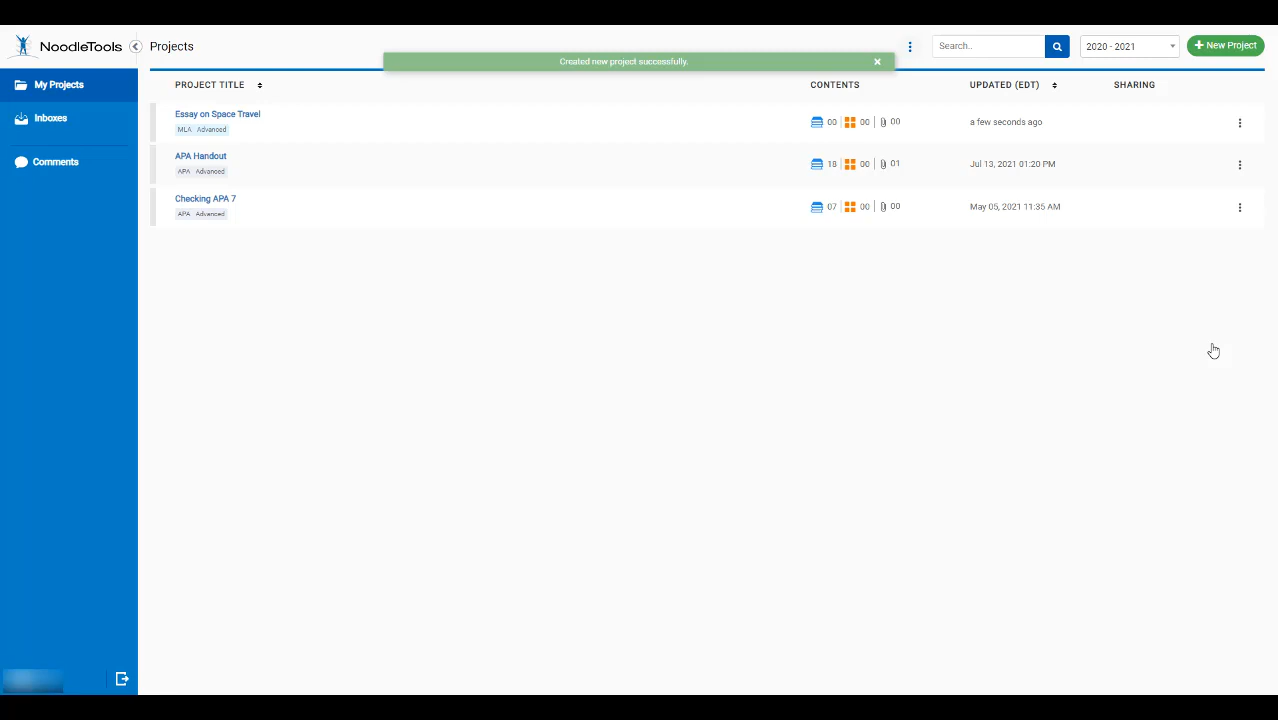 NoodleTools
Projects
Search..
2020 - 2021
New Project
Created new project successfully.
My Projects
Inboxes
Comments
PROJECT TITLE
CONTENTS
UPDATED (EDT)
SHARING
Essay on Space Travel
MLA Advanced
00 | 00 | 00
a few seconds ago
APA Handout
APA Advanced
18 | 00 | 01
Jul 13, 2021 01:20 PM
Checking APA 7
APA Advanced
07 | 00 | 00
May 05, 2021 11:35 AM